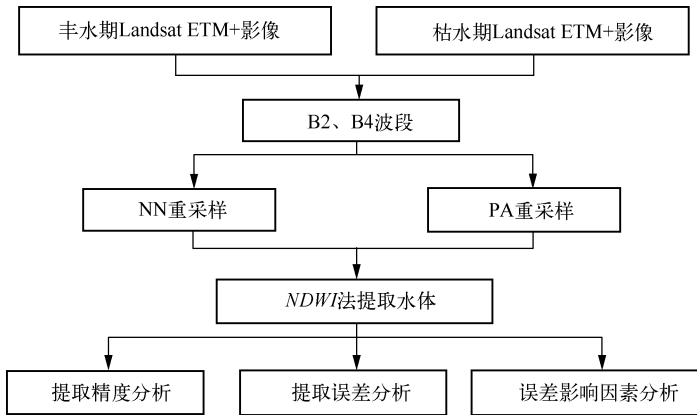 丰水期Landsat ETM+影像
枯水期Landsat ETM+影像
B2、B4波段
NN重采样
PA重采样
NDWI法提取水体
提取精度分析
提取误差分析
误差影响因素分析